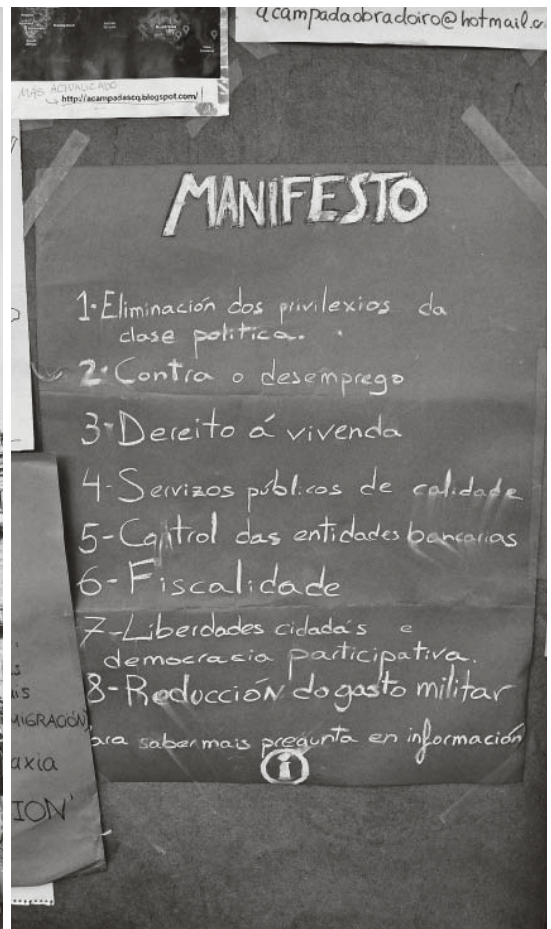 acampadaobradoiro@hotmail.c
MÁS ACTUALIZADO
http://acampadascq.blogspot.com/
MANIFESTO
1-Eliminación dos privilexios da
clase política.
2-Contra o desemprego
3-Dereito á vivenda
4-Servizos públicos de calidade
5-Control das entidades bancarias
6-Fiscalidade
7-Liberdades cidadás e
democracia participativa.
8-Reducción do gasto militar
ara saber mais pregunta en información
i
MIGRACIÓN
axia
ION'